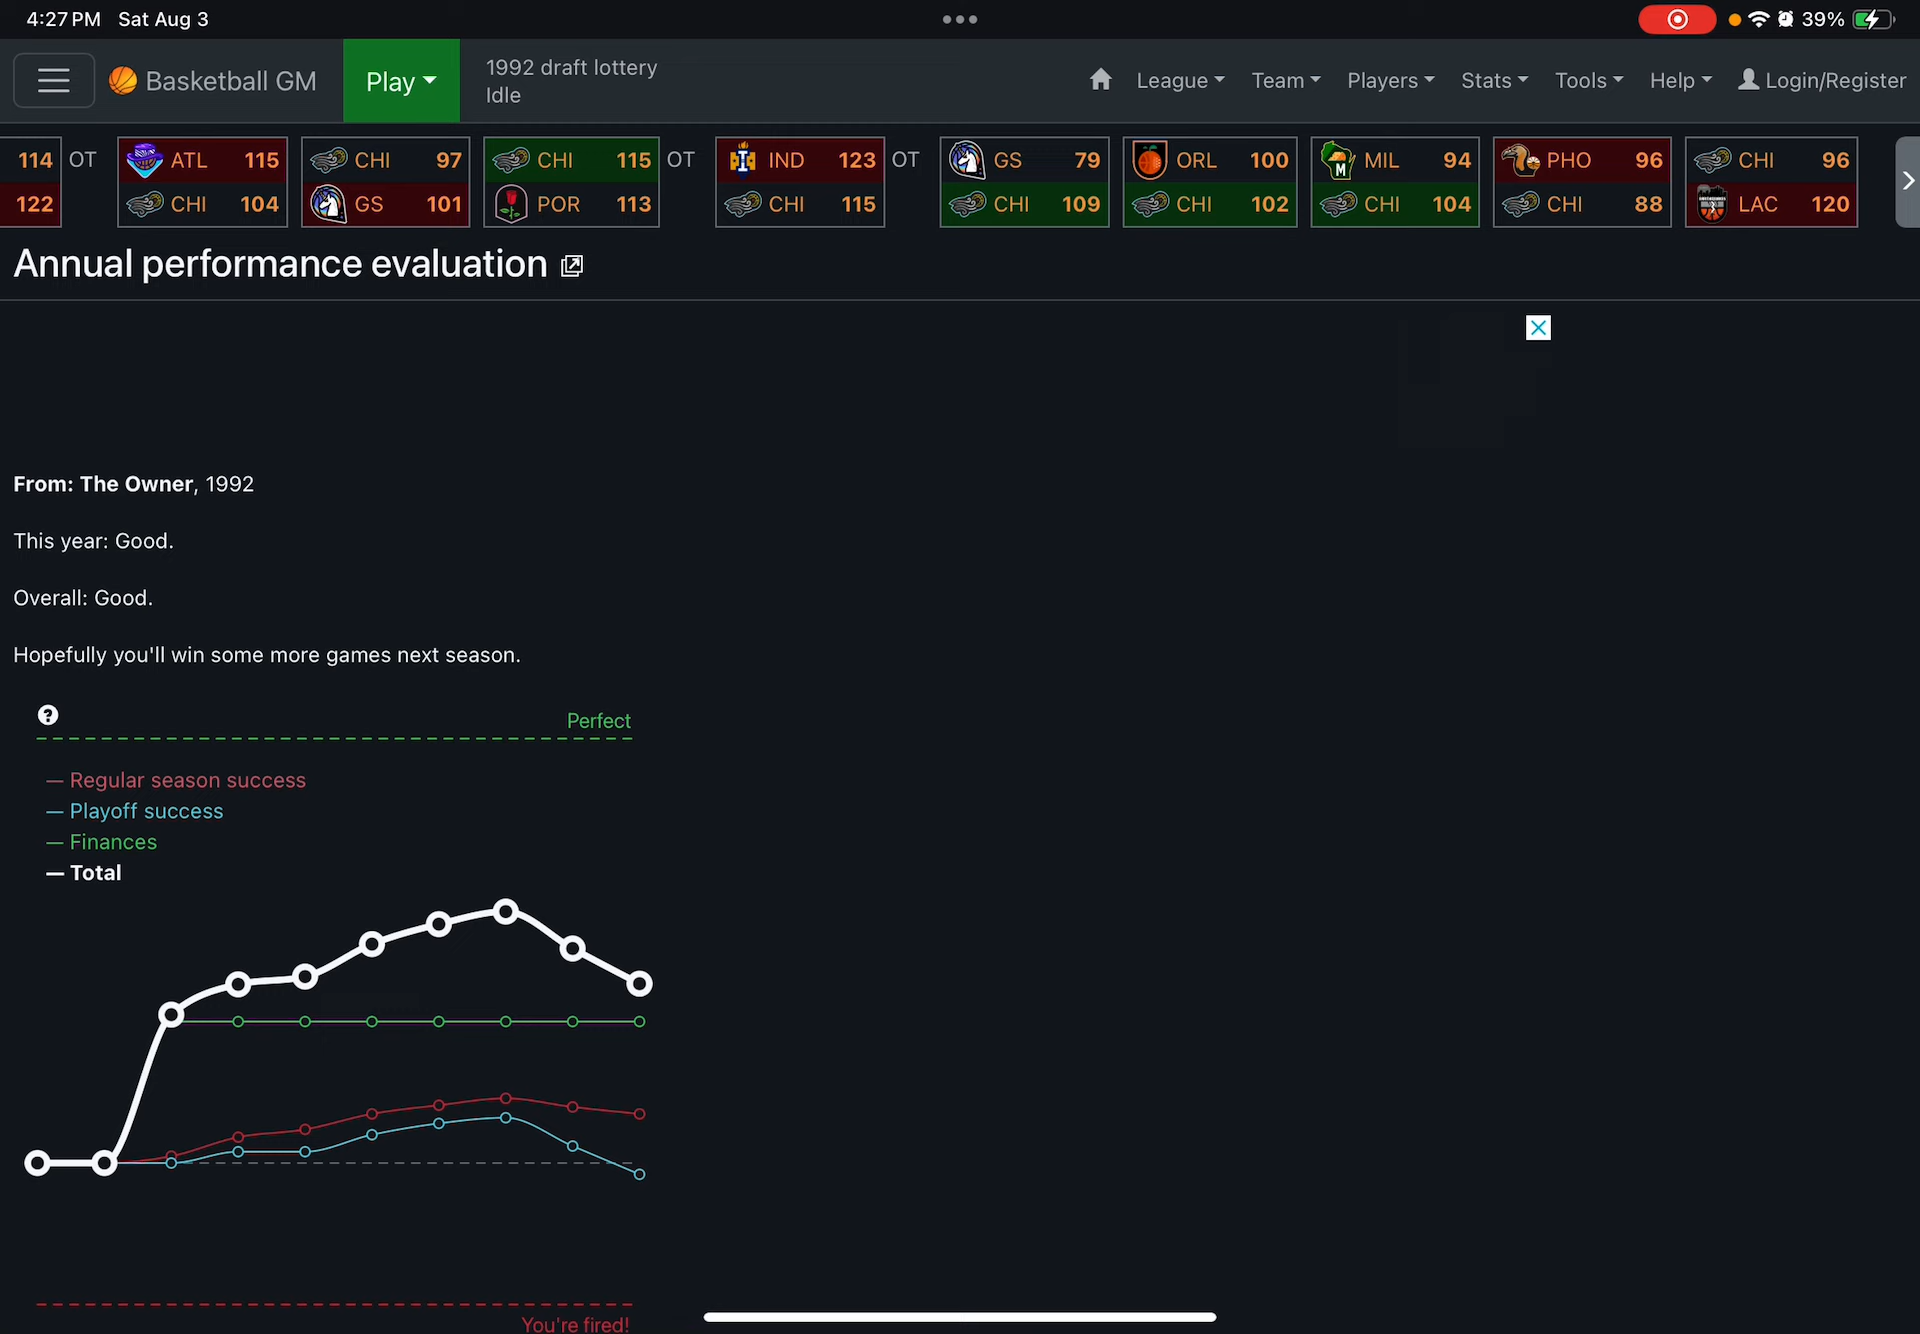 4:27 PM Sat Aug 3
39%
Basketball GM
Play
1992 draft lottery
Idle
League Team Players Stats Tools Help Login/Register
114 OT
122
ATL 115
CHI 104
CHI 97
GS 101
CHI 115 OT
POR 113
IND 123 OT
CHI 115
GS 79
CHI 109
ORL 100
CHI 102
MIL 94
CHI 104
PHO 96
CHI 88
CHI 96
LAC 120
Annual performance evaluation
From: The Owner, 1992
This year: Good.
Overall: Good.
Hopefully you'll win some more games next season.
?
Perfect
— Regular season success
— Playoff success
— Finances
— Total
You're fired!